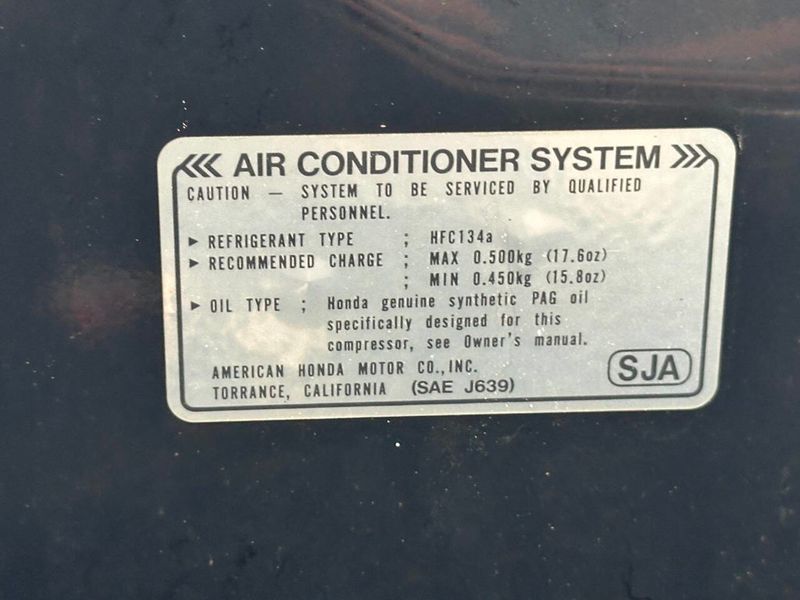 AIR CONDITIONER SYSTEM
CAUTION — SYSTEM TO BE SERVICED BY QUALIFIED
PERSONNEL.
▶ REFRIGERANT TYPE ; HFC134a
▶ RECOMMENDED CHARGE ; MAX 0.500kg (17.6oz)
; MIN 0.450kg (15.8oz)
▶ OIL TYPE ; Honda genuine synthetic PAG oil
specifically designed for this
compressor, see Owner's manual.
AMERICAN HONDA MOTOR CO., INC.
TORRANCE, CALIFORNIA (SAE J639)
SJA